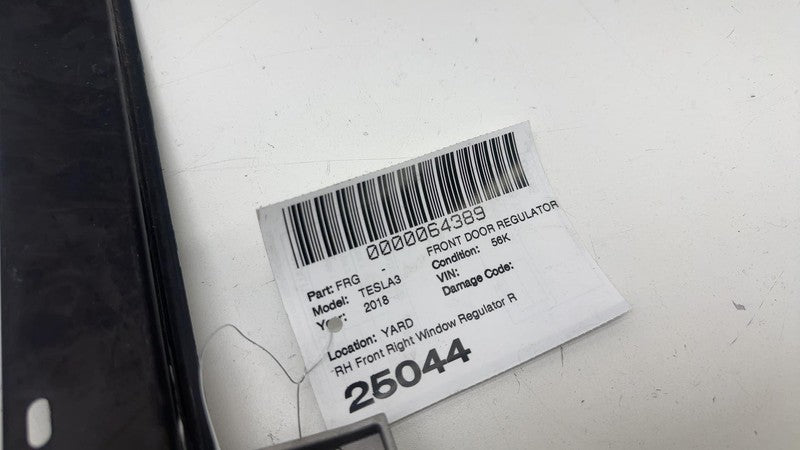 0000064389
Part: FRG - FRONT DOOR REGULATOR
Model: TESLA3 Condition: 56K
Year: 2018 VIN:
Damage Code:
Location: YARD
RH Front Right Window Regulator R
25044